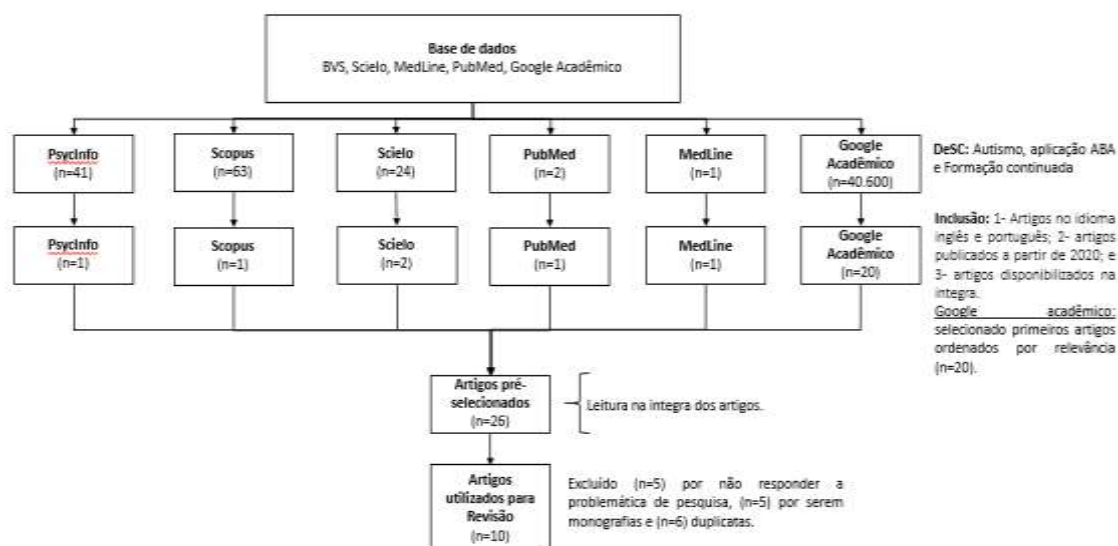 Base de dados
BVS, Scielo, MedLine, PubMed, Google Acadêmico
PsycInfo
(n=41)
Scopus
(n=63)
Scielo
(n=24)
PubMed
(n=2)
MedLine
(n=1)
Google
Acadêmico
(n=40.600)
DeSC: Autismo, aplicação ABA
e Formação continuada
PsycInfo
(n=1)
Scopus
(n=1)
Scielo
(n=2)
PubMed
(n=1)
MedLine
(n=1)
Google
Acadêmico
(n=20)
Inclusão: 1- Artigos no idioma
inglês e português; 2- artigos
publicados a partir de 2020; e
3- artigos disponibilizados na
integra.
Google acadêmico:
selecionado primeiros artigos
ordenados por relevância
(n=20).
Artigos pré-
selecionados
(n=26)
Leitura na integra dos artigos.
Artigos
utilizados para
Revisão
(n=10)
Excluído (n=5) por não responder a
problemática de pesquisa, (n=5) por serem
monografias e (n=6) duplicatas.